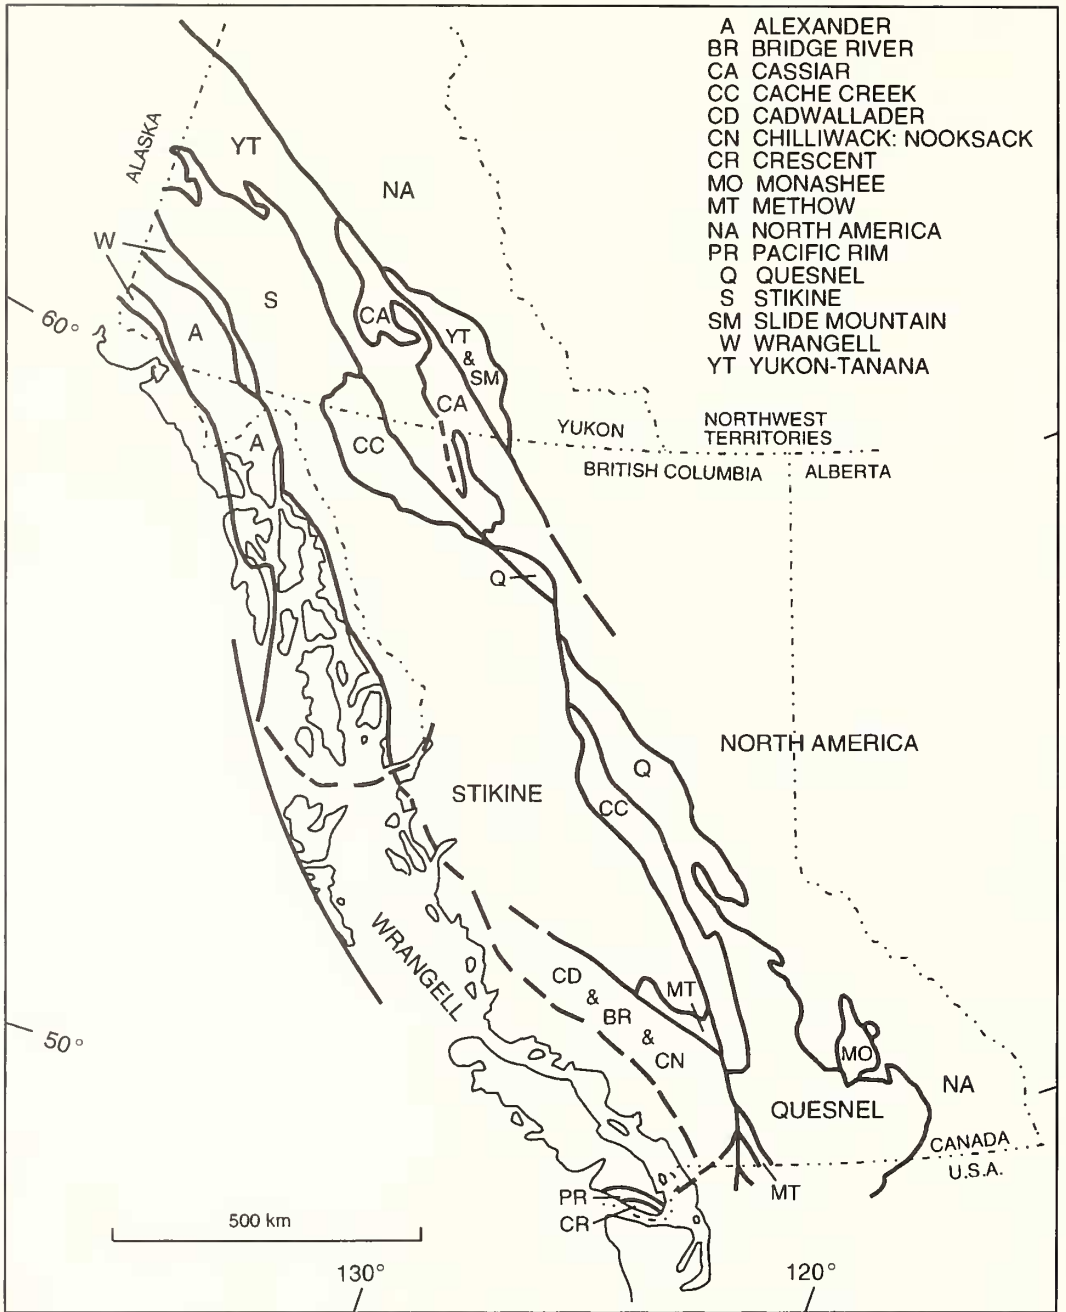 A ALEXANDER
BR BRIDGE RIVER
CA CASSIAR
CC CACHE CREEK
CD CADWALLADER
CN CHILLIWACK: NOOKSACK
CR CRESCENT
MO MONASHEE
MT METHOW
NA NORTH AMERICA
PR PACIFIC RIM
Q QUESNEL
S STIKINE
SM SLIDE MOUNTAIN
W WRANGELL
YT YUKON-TANANA
ALASKA
YT
NA
W
S
60°
A
CA
YT
&
SM
CA
A
CC
YUKON
NORTHWEST
TERRITORIES
BRITISH COLUMBIA
ALBERTA
Q
NORTH AMERICA
Q
STIKINE
CC
WRANGELL
CD
&
BR
&
CN
MT
50°
MO
NA
QUESNEL
CANADA
U.S.A.
MT
PR
CR
500 km
130°
120°